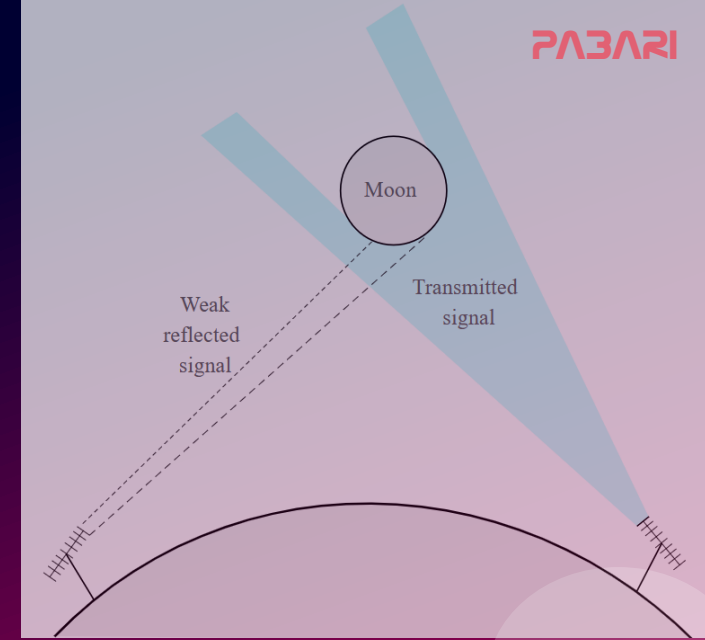 PABARI
Moon
Transmitted
signal
Weak
reflected
signal